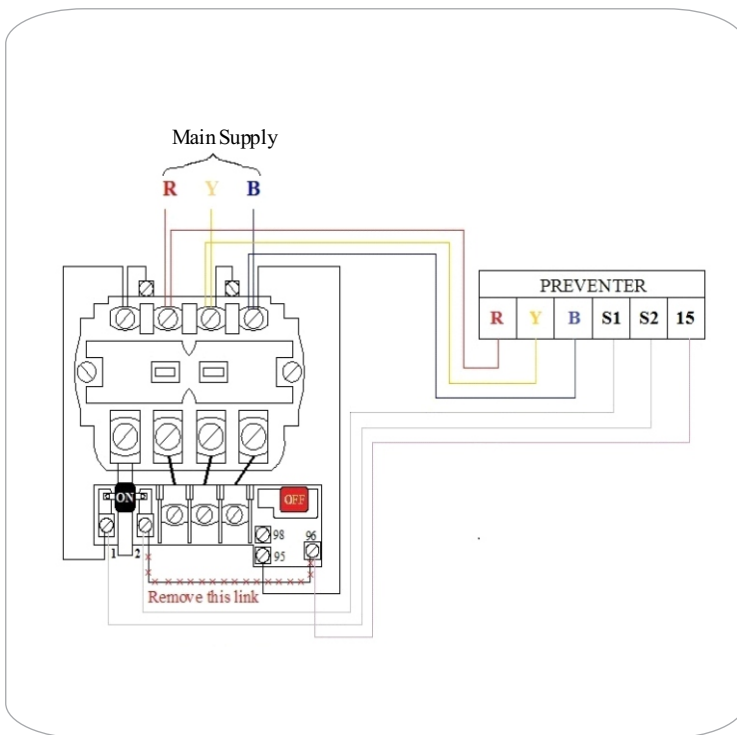 Main Supply
R Y B
PREVENTER
R Y B S1 S2 15
ON
OFF
98 96
1 2 95
Remove this link